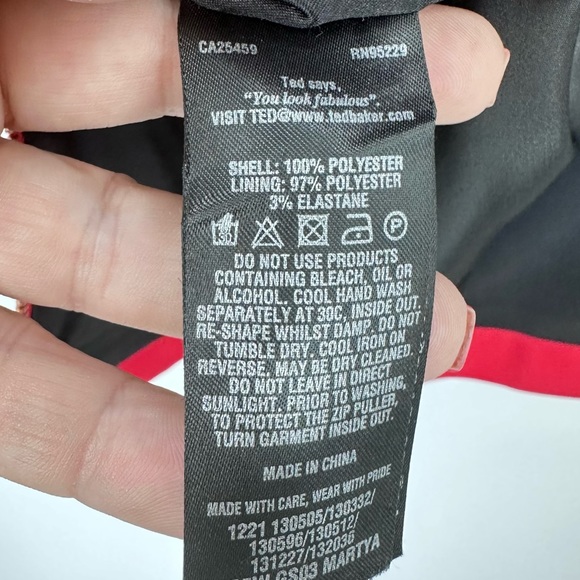 CA25459 RN95229
Ted says,
"You look fabulous".
VISIT TED@www.tedbaker.com
SHELL: 100% POLYESTER
LINING: 97% POLYESTER
3% ELASTANE
DO NOT USE PRODUCTS
CONTAINING BLEACH, OIL OR
ALCOHOL. COOL HAND WASH
SEPARATELY AT 30C, INSIDE OUT.
RE-SHAPE WHILST DAMP. DO NOT
TUMBLE DRY. COOL IRON ON
REVERSE. MAY BE DRY CLEANED.
DO NOT LEAVE IN DIRECT
SUNLIGHT. PRIOR TO WASHING,
TO PROTECT THE ZIP PULLER,
TURN GARMENT INSIDE OUT.
MADE IN CHINA
MADE WITH CARE, WEAR WITH PRIDE
1221 130505/130332/
130596/130512/
131227/132036
GS03 MARTYA